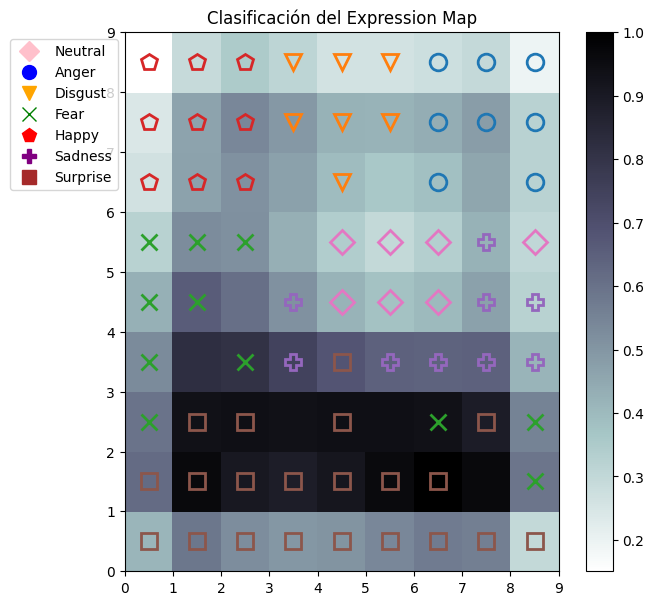 Clasificación del Expression Map
Neutral
Anger
Disgust
Fear
Happy
Sadness
Surprise
9
8
7
6
5
4
3
2
1
0
0 1 2 3 4 5 6 7 8 9
1.0
0.9
0.8
0.7
0.6
0.5
0.4
0.3
0.2